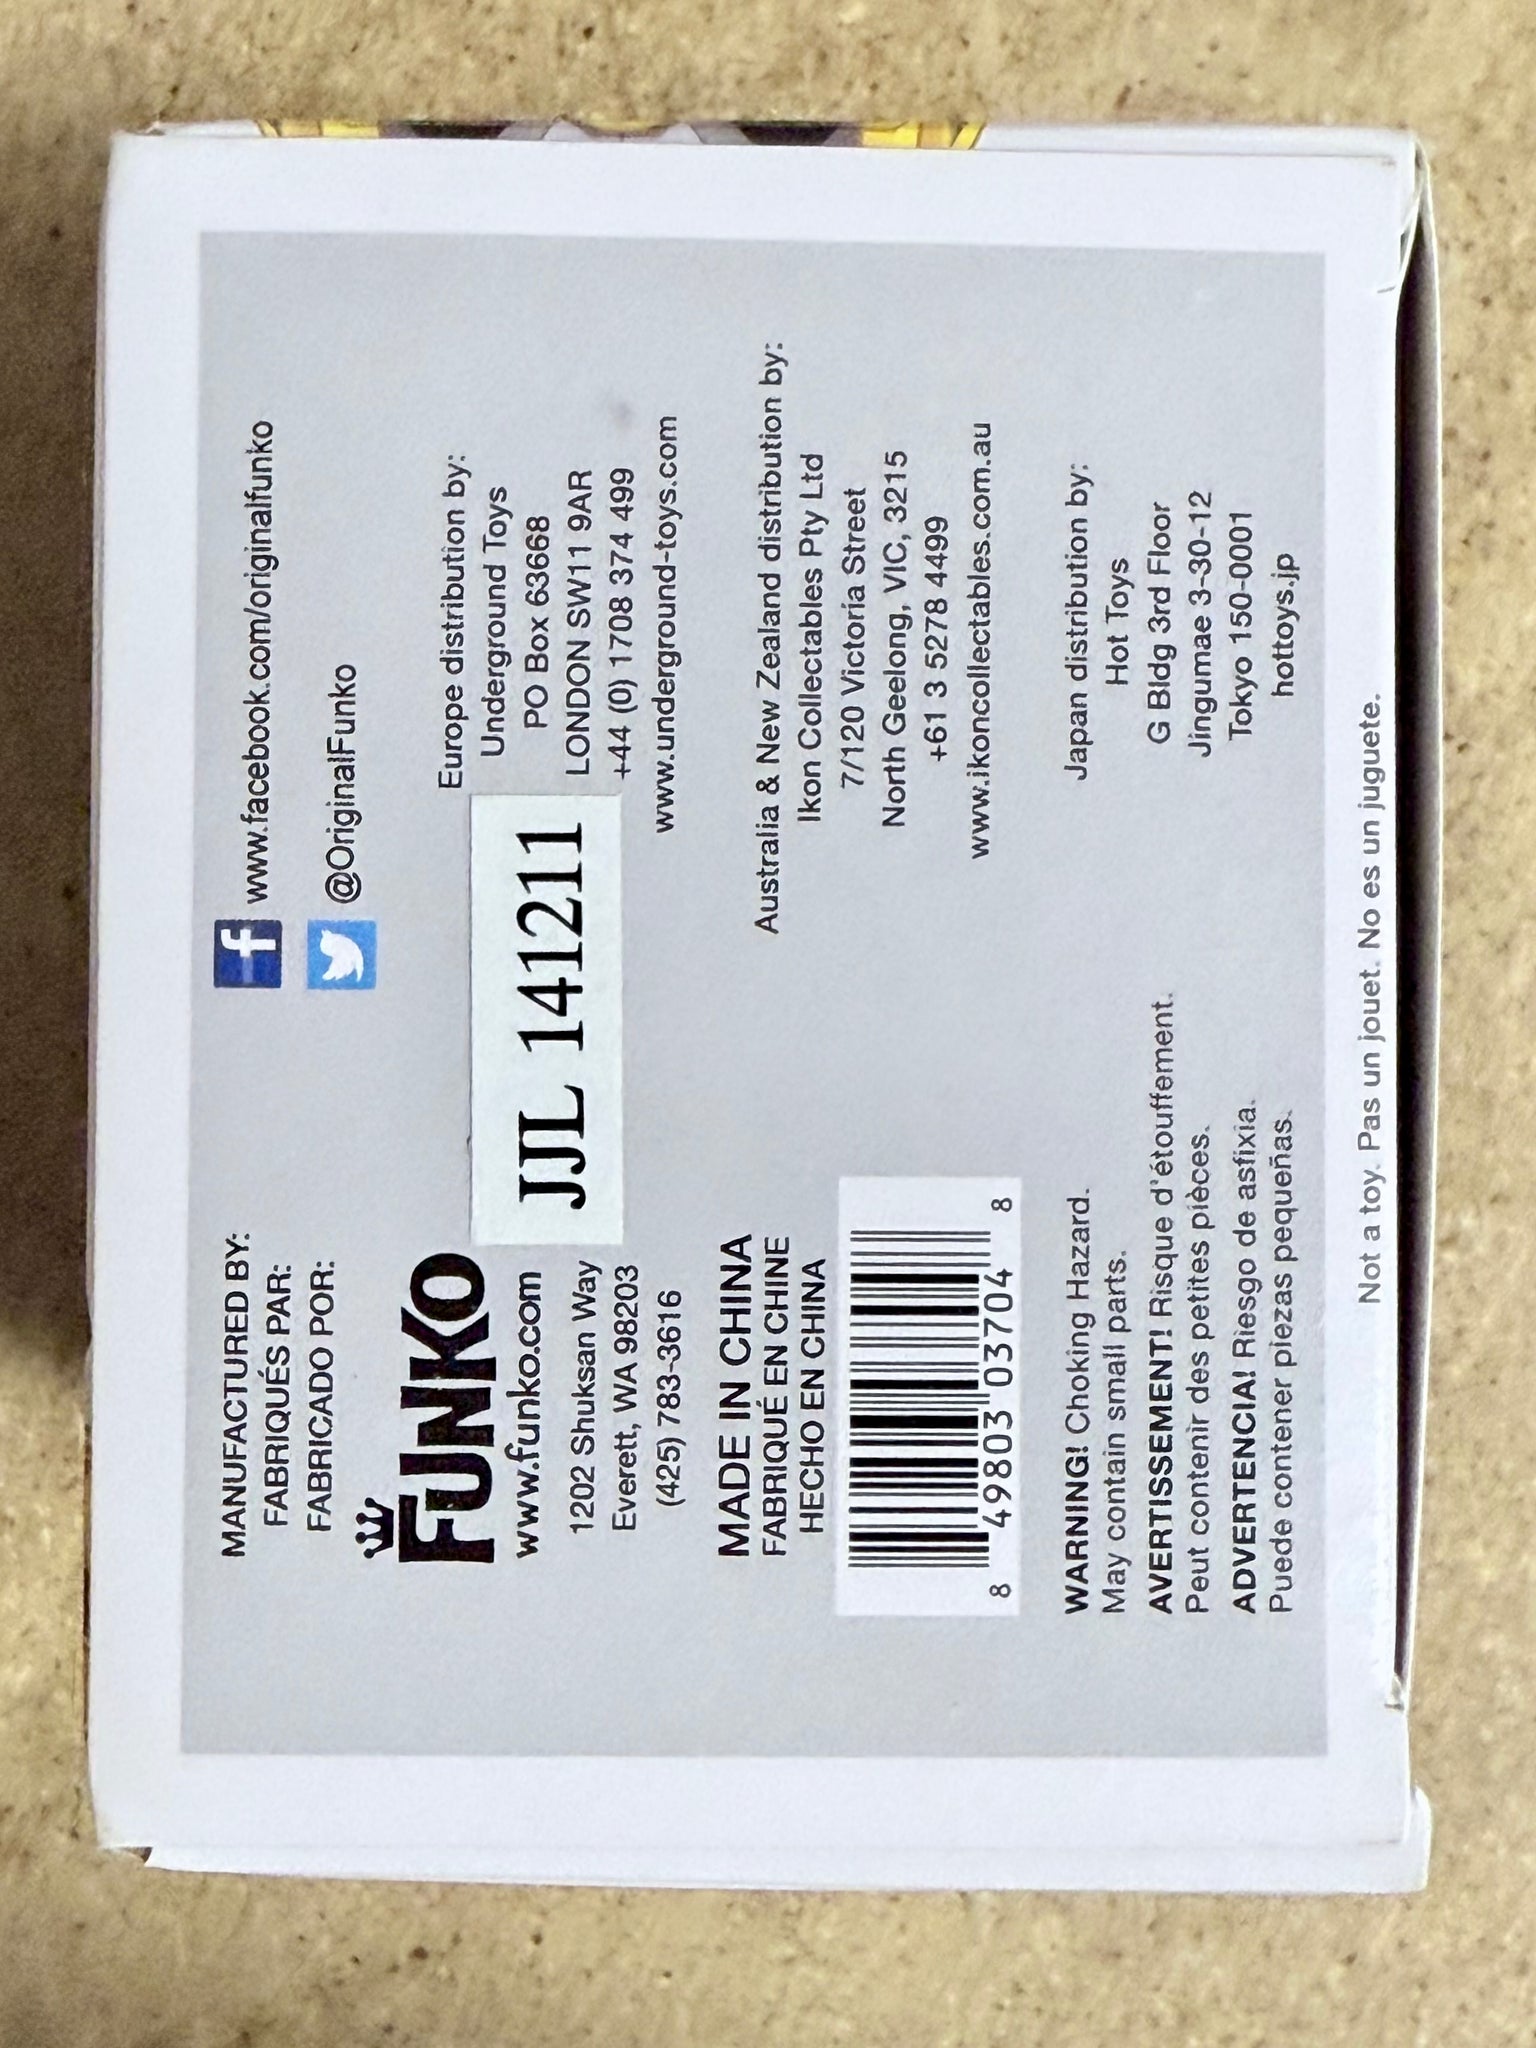 MANUFACTURED BY:
FABRIQUÉS PAR:
FABRICADO POR:
FUNKO
www.funko.com
1202 Shuksan Way
Everett, WA 98203
(425) 783-3616
MADE IN CHINA
FABRIQUÉ EN CHINE
HECHO EN CHINA
8 49803 03704 8
WARNING! Choking Hazard.
May contain small parts.
AVERTISSEMENT! Risque d'étouffement.
Peut contenir des petites pièces.
ADVERTENCIA! Riesgo de asfixia.
Puede contener piezas pequeñas.
JJL 141211
f www.facebook.com/originalfunko
@OriginalFunko
Europe distribution by:
Underground Toys
PO Box 63668
LONDON SW11 9AR
+44 (0) 1708 374 499
www.underground-toys.com
Australia & New Zealand distribution by:
Ikon Collectables Pty Ltd
7/120 Victoria Street
North Geelong, VIC, 3215
+61 3 5278 4499
www.ikoncollectables.com.au
Japan distribution by:
Hot Toys
G Bldg 3rd Floor
Jingumae 3-30-12
Tokyo 150-0001
hottoys.jp
Not a toy. Pas un jouet. No es un juguete.